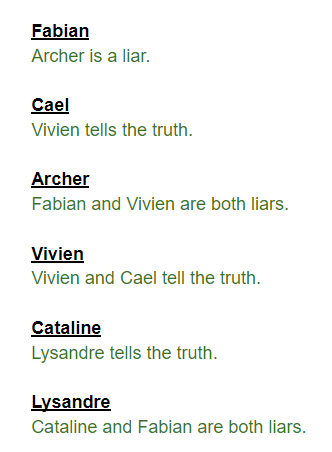 Fabian
Archer is a liar.
Cael
Vivien tells the truth.
Archer
Fabian and Vivien are both liars.
Vivien
Vivien and Cael tell the truth.
Cataline
Lysandre tells the truth.
Lysandre
Cataline and Fabian are both liars.